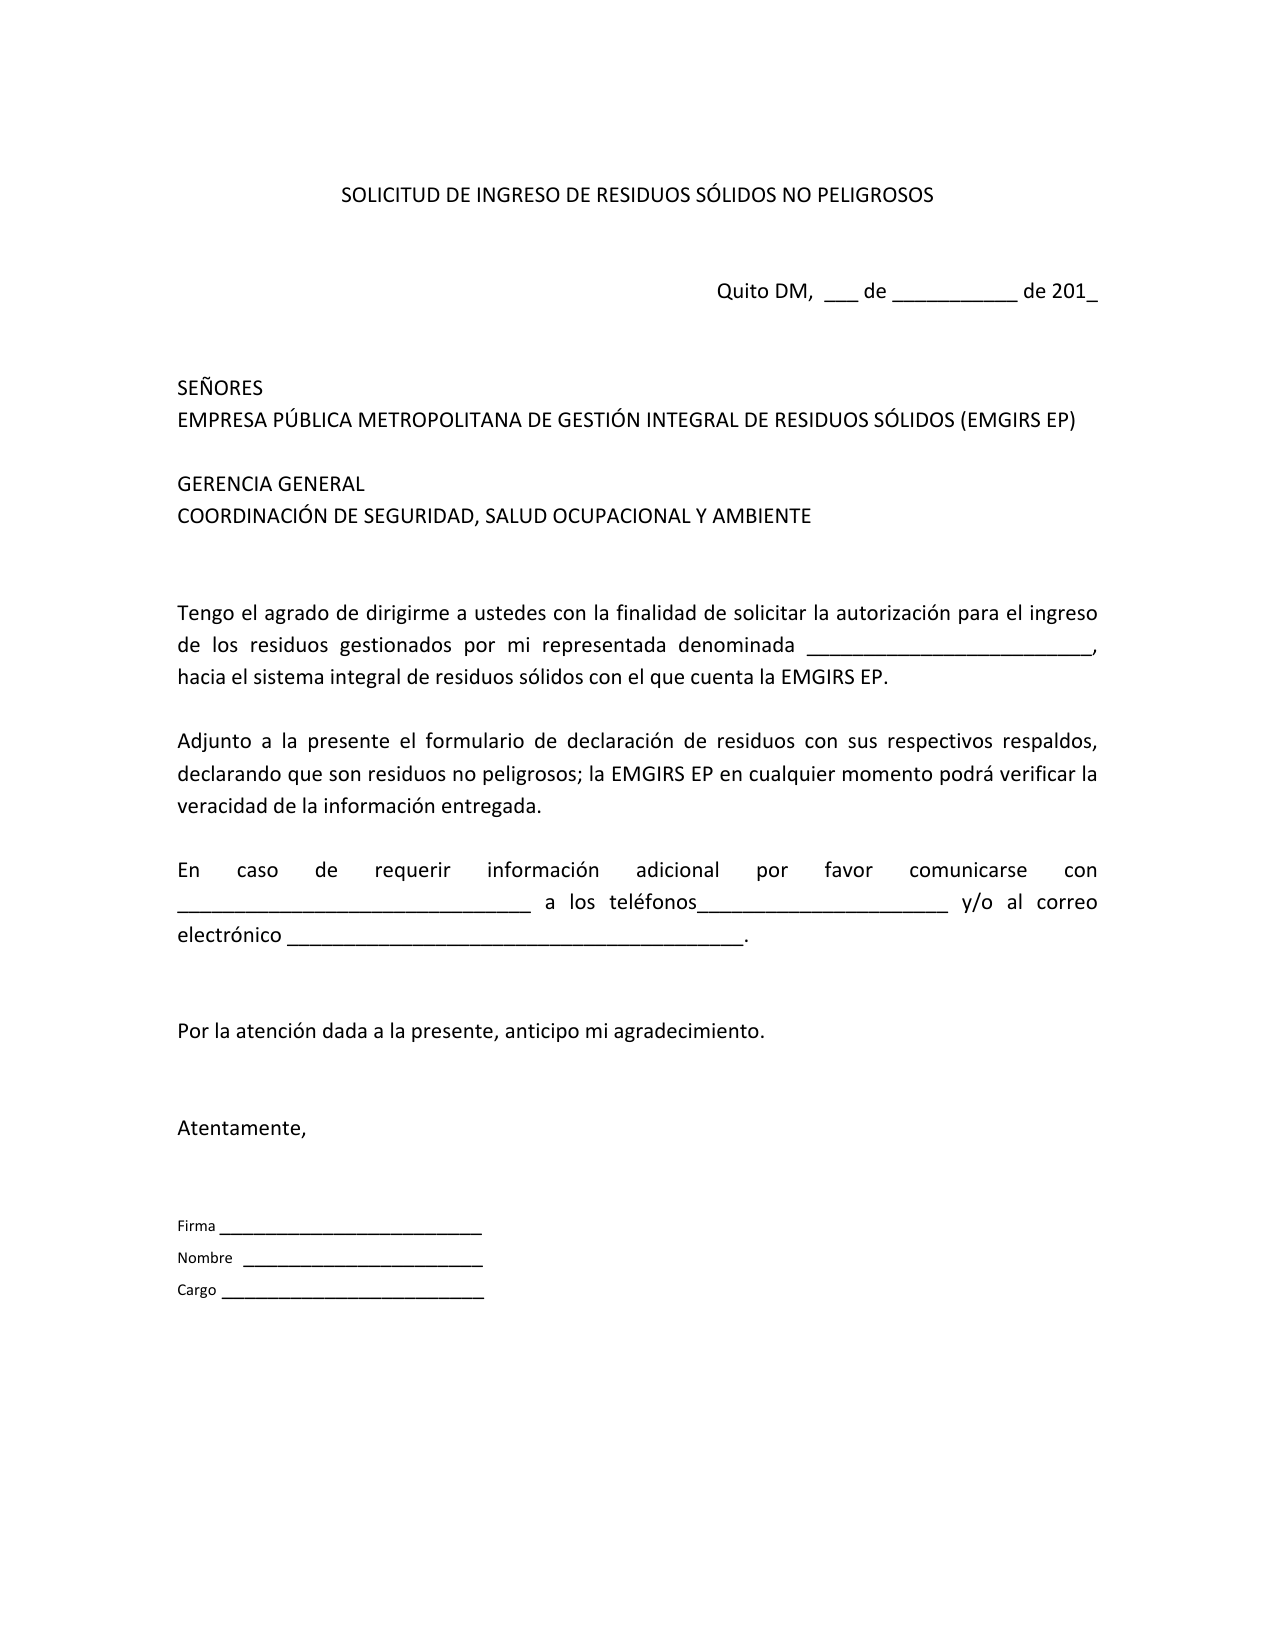 SOLICITUD DE INGRESO DE RESIDUOS SÓLIDOS NO PELIGROSOS
Quito DM, ___ de ___________ de 201_
SEÑORES
EMPRESA PÚBLICA METROPOLITANA DE GESTIÓN INTEGRAL DE RESIDUOS SÓLIDOS (EMGIRS EP)
GERENCIA GENERAL
COORDINACIÓN DE SEGURIDAD, SALUD OCUPACIONAL Y AMBIENTE
Tengo el agrado de dirigirme a ustedes con la finalidad de solicitar la autorización para el ingreso
de los residuos gestionados por mi representada denominada _________________________,
hacia el sistema integral de residuos sólidos con el que cuenta la EMGIRS EP.
Adjunto a la presente el formulario de declaración de residuos con sus respectivos respaldos,
declarando que son residuos no peligrosos; la EMGIRS EP en cualquier momento podrá verificar la
veracidad de la información entregada.
En caso de requerir información adicional por favor comunicarse con
_______________________________ a los teléfonos______________________ y/o al correo
electrónico ________________________________________.
Por la atención dada a la presente, anticipo mi agradecimiento.
Atentamente,
Firma _______________________
Nombre _____________________
Cargo _______________________